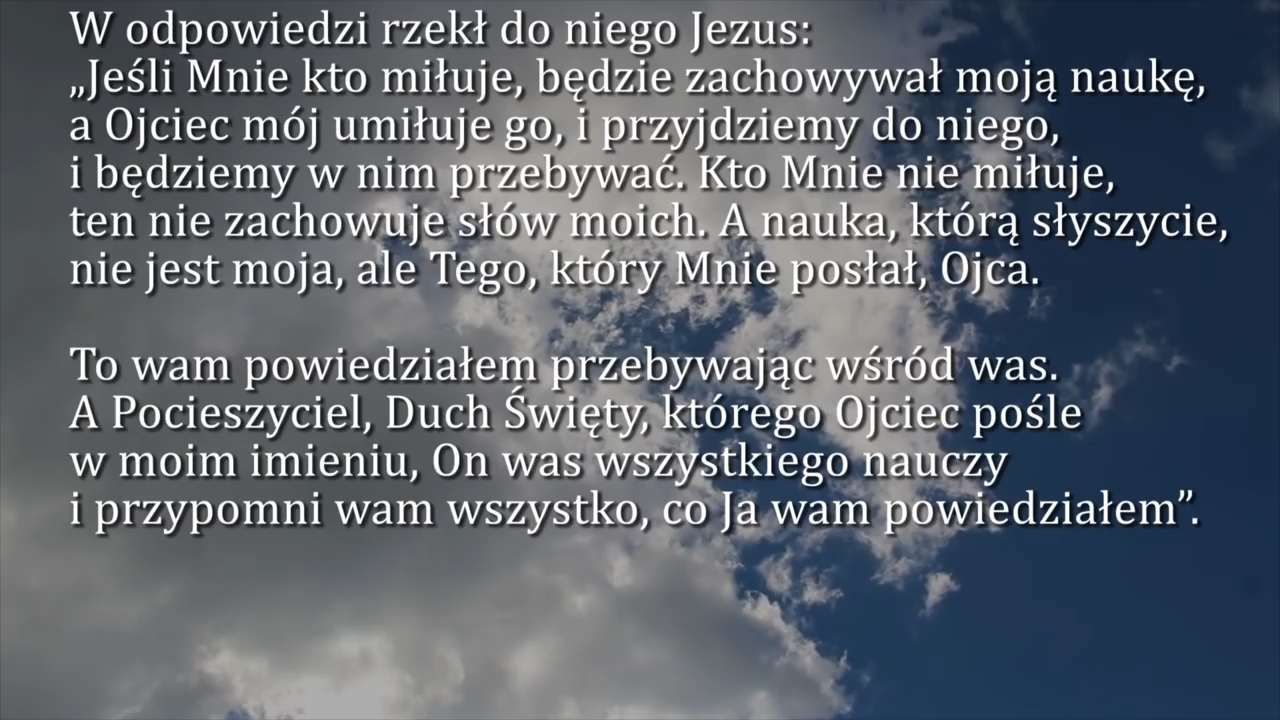 W odpowiedzi rzekł do niego Jezus:
„Jeśli Mnie kto miłuje, będzie zachowywał moją naukę,
a Ojciec mój umiłuje go, i przyjdziemy do niego,
i będziemy w nim przebywać. Kto Mnie nie miłuje,
ten nie zachowuje słów moich. A nauka, którą słyszycie,
nie jest moja, ale Tego, który Mnie posłał, Ojca.
To wam powiedziałem przebywając wśród was.
A Pocieszyciel, Duch Święty, którego Ojciec pośle
w moim imieniu, On was wszystkiego nauczy
i przypomni wam wszystko, co Ja wam powiedziałem”.